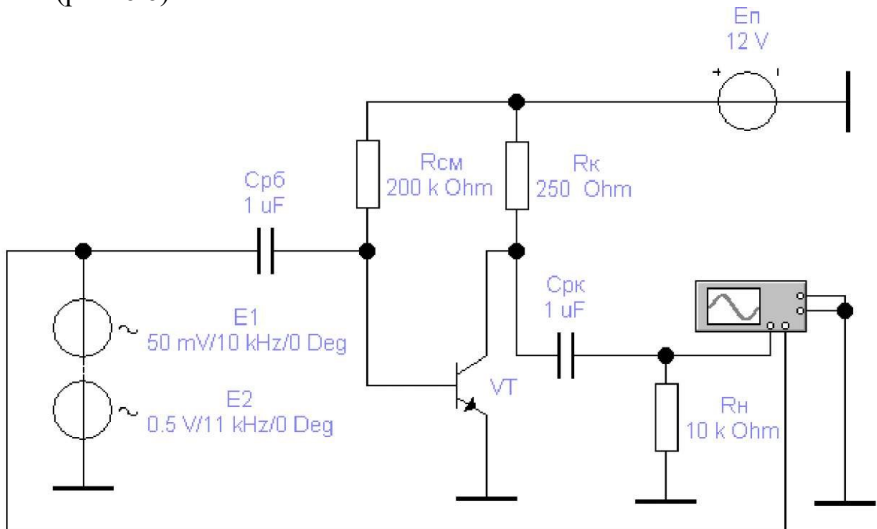 Eп
12 V
Rсм
200 k Ohm
Rк
250 Ohm
Cрб
1 uF
Cрк
1 uF
E1
50 mV/10 kHz/0 Deg
VT
E2
0.5 V/11 kHz/0 Deg
Rн
10 k Ohm